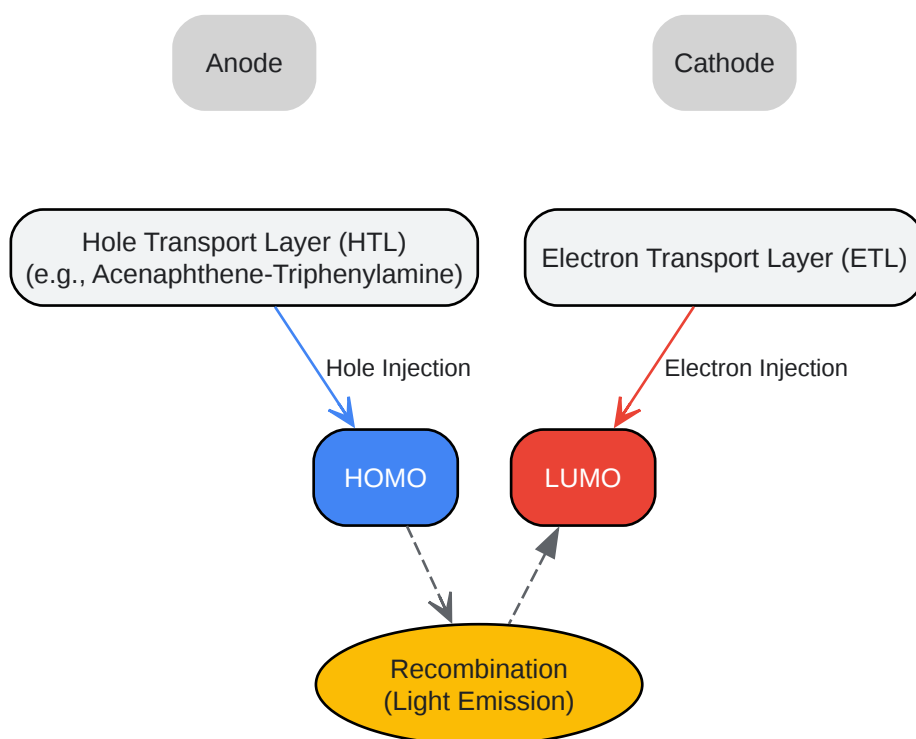 Anode
Cathode
Hole Transport Layer (HTL)
(e.g., Acenaphthene-Triphenylamine)
Electron Transport Layer (ETL)
Hole Injection
Electron Injection
HOMO
LUMO
Recombination
(Light Emission)